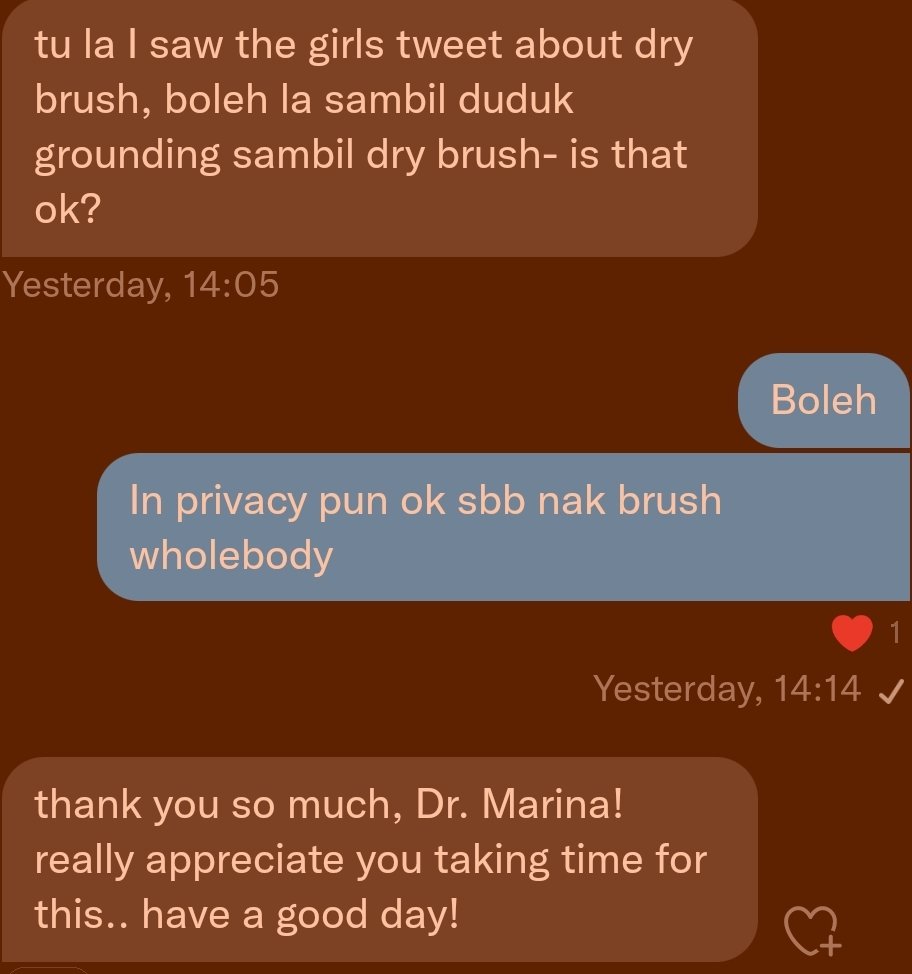 tu la I saw the girls tweet about dry
brush, boleh la sambil duduk
grounding sambil dry brush- is that
ok?
Yesterday, 14:05
Boleh
In privacy pun ok sbb nak brush
wholebody
1
Yesterday, 14:14
thank you so much, Dr. Marina!
really appreciate you taking time for
this.. have a good day!